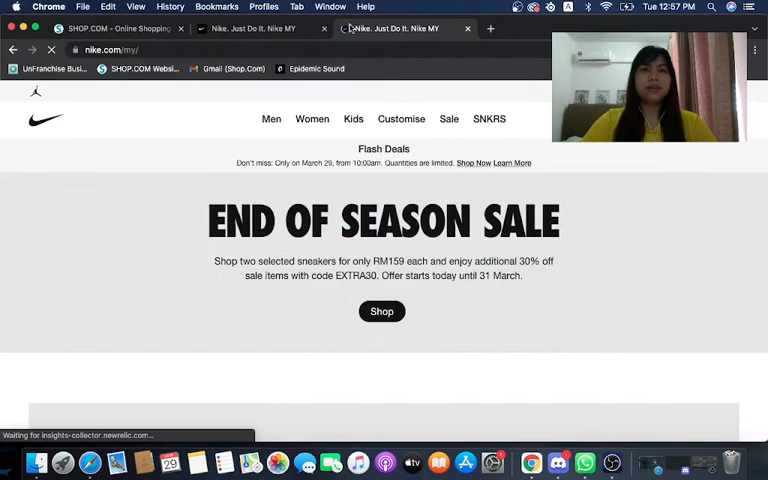 Chrome File Edit View History Bookmarks Profiles Tab Window Help
A
Tue 12:57 PM
SHOP.COM - Online Shopping
Nike. Just Do It. Nike MY
Nike. Just Do It. Nike MY
nike.com/my/
UnFranchise Busi...
SHOP.COM Websi...
Gmail (Shop.Com)
Epidemic Sound
Men Women Kids Customise Sale SNKRS
Flash Deals
Don't miss: Only on March 29, from 10:00am. Quantities are limited. Shop Now Learn More
END OF SEASON SALE
Shop two selected sneakers for only RM159 each and enjoy additional 30% off
sale items with code EXTRA30. Offer starts today until 31 March.
Shop
Waiting for insights-collector.newrelic.com...
29
tv